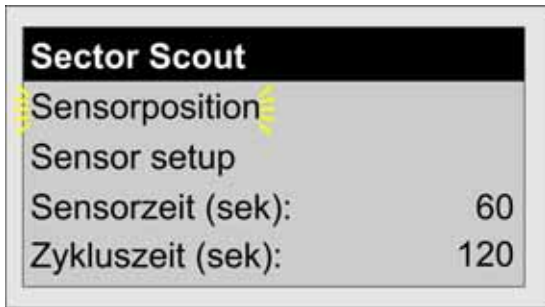 Sector Scout
Sensorposition
Sensor setup
Sensorzeit (sek): 60
Zykluszeit (sek): 120